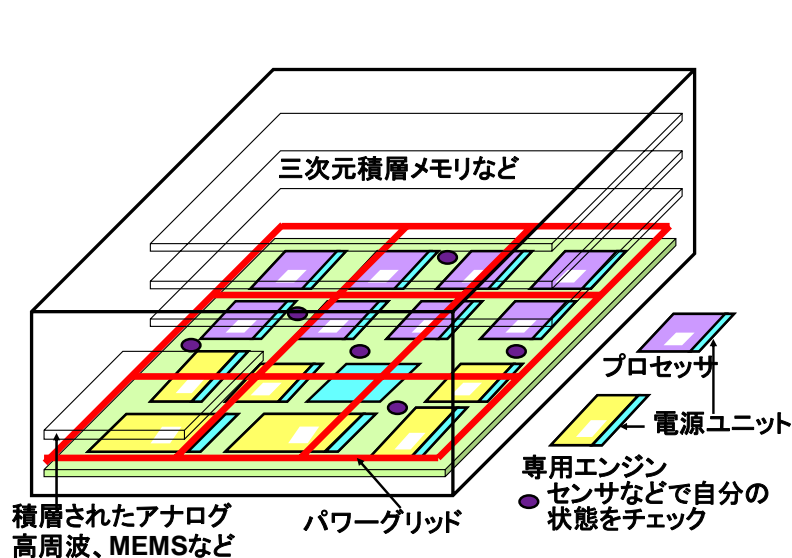 三次元積層メモリなど
プロセッサ
電源ユニット
専用エンジン
センサなどで自分の
状態をチェック
パワーグリッド
積層されたアナログ
高周波、MEMSなど